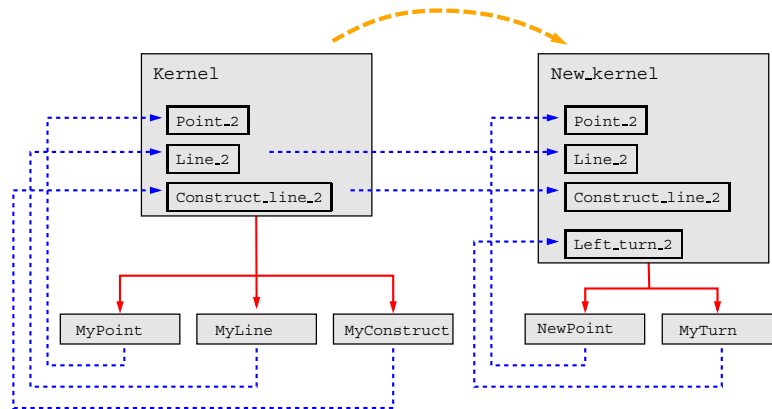 Kernel
Point_2
Line_2
Construct_line_2
MyPoint
MyLine
MyConstruct
New_kernel
Point_2
Line_2
Construct_line_2
Left_turn_2
NewPoint
MyTurn